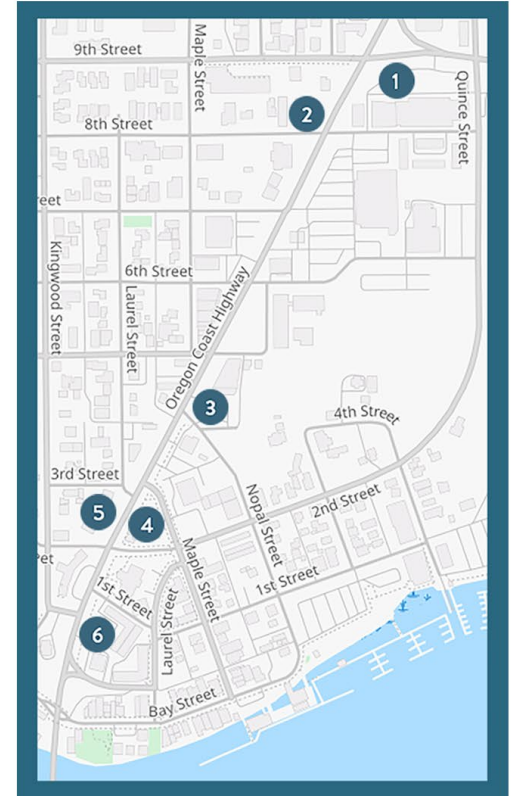 9th Street
Maple Street
1
Quince Street
2
8th Street
reet
Kingwood Street
6th Street
Laurel Street
Oregon Coast Highway
3
4th Street
3rd Street
5
4
Nopal Street
2nd Street
et
Maple Street
1st Street
1st Street
Laurel Street
6
Bay Street